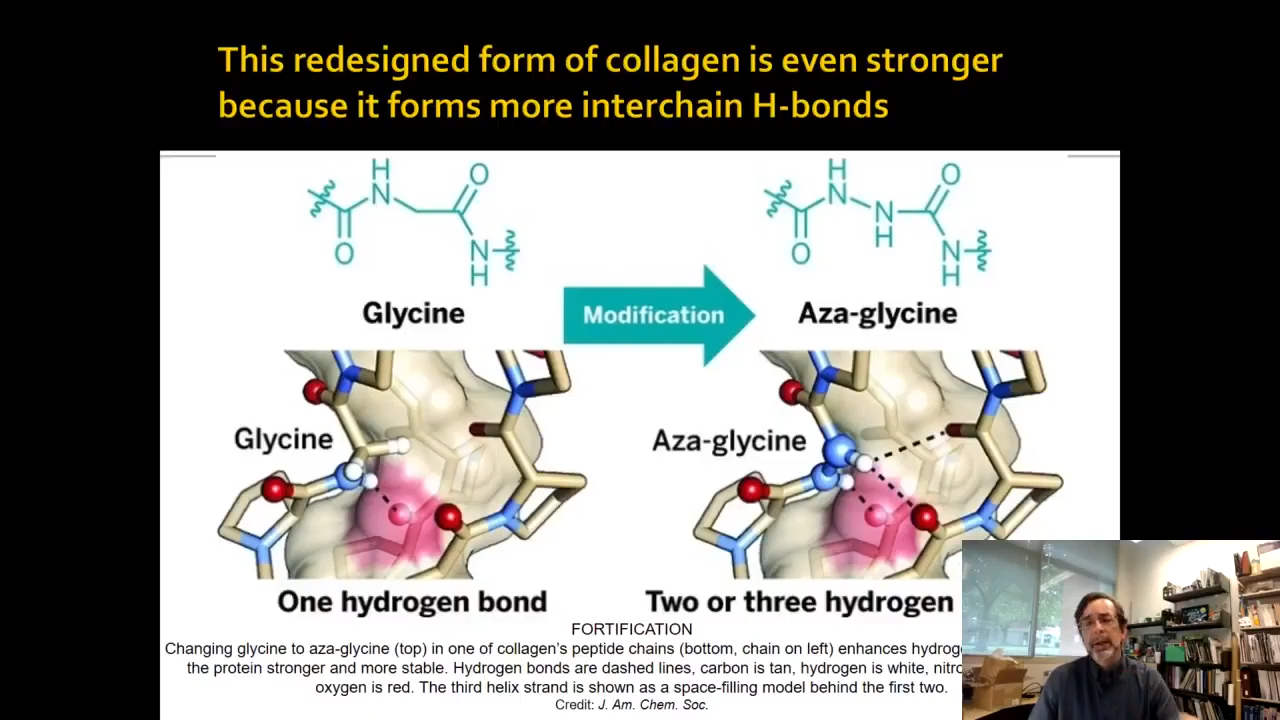 This redesigned form of collagen is even stronger
because it forms more interchain H-bonds
H
N
O
O
N
H
H
N
N
H
O
O
N
H
Glycine
Modification
Aza-glycine
Glycine
Aza-glycine
One hydrogen bond
Two or three hydrogen
FORTIFICATION
Changing glycine to aza-glycine (top) in one of collagen's peptide chains (bottom, chain on left) enhances
the protein stronger and more stable. Hydrogen bonds are dashed lines, carbon is tan, hydrogen is white,
oxygen is red. The third helix strand is shown as a space-filling model behind the first two.
Credit: J. Am. Chem. Soc.